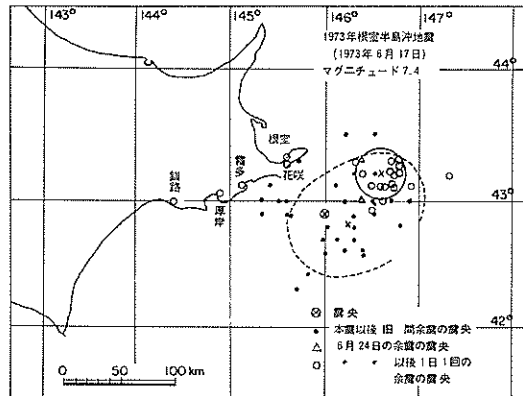 144°
145°
146°
147°
1973年根室半島沖地震
(1973年6月17日)
マグニチュード7.4
44°
根室
花咲
霧多
釧路
厚岸
43°
42°
震央
本震以後1日 間余震の震央
6月24日の余震の震央
以後1日1回の
余震の震央
0 50 100 km